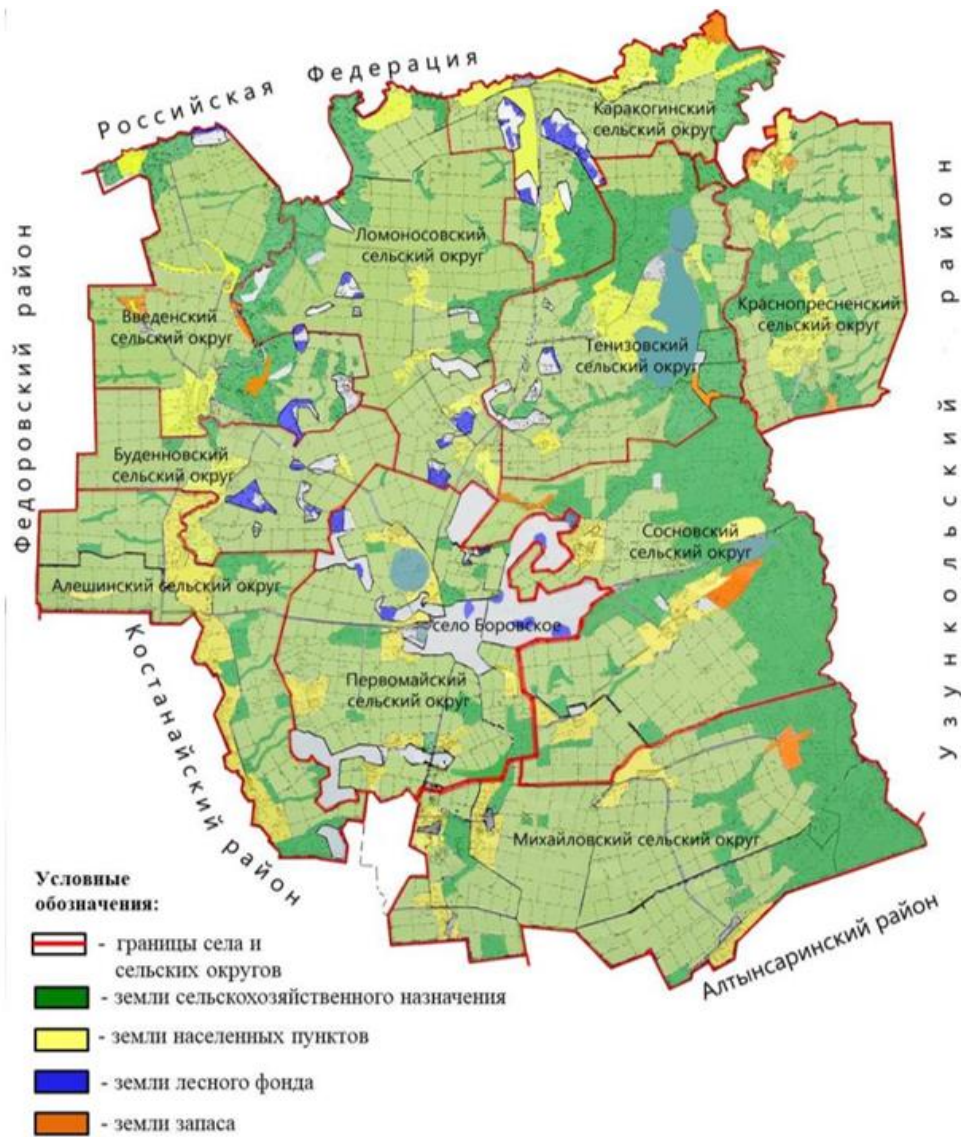 Российская Федерация
Каракогинский
сельский округ
Ломоносовский
сельский округ
Федоровский район
Введенский
сельский округ
Тенизовский
сельский округ
Краснопресненский
сельский округ
Узункольский район
Буденновский
сельский округ
Сосновский
сельский округ
Алешинский сельский округ
село Боровское
Первомайский
сельский округ
Костанайский район
Михайловский сельский округ
Алтынсаринский район
Условные
обозначения:
- границы села и
сельских округов
- земли сельскохозяйственного назначения
- земли населенных пунктов
- земли лесного фонда
- земли запаса